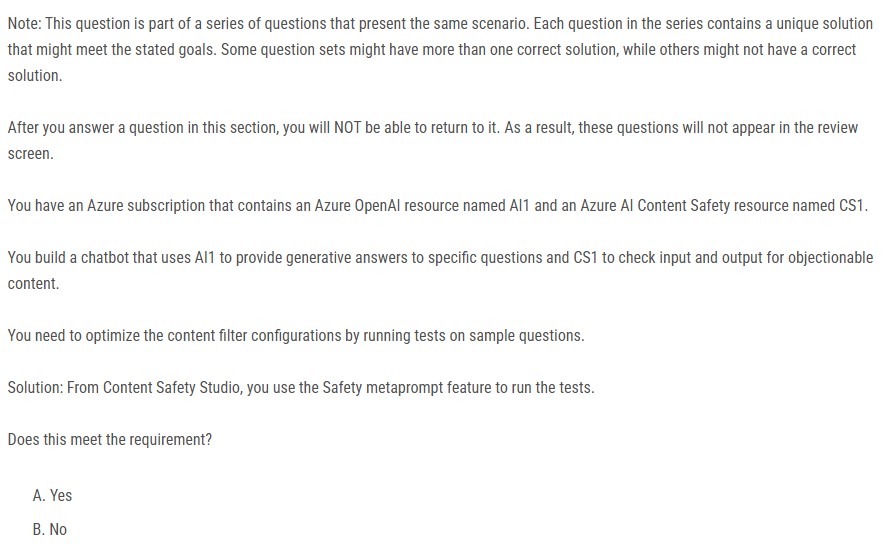 Note: This question is part of a series of questions that present the same scenario. Each question in the series contains a unique solution
that might meet the stated goals. Some question sets might have more than one correct solution, while others might not have a correct
solution.
After you answer a question in this section, you will NOT be able to return to it. As a result, these questions will not appear in the review
screen.
You have an Azure subscription that contains an Azure OpenAI resource named AI1 and an Azure AI Content Safety resource named CS1.
You build a chatbot that uses AI1 to provide generative answers to specific questions and CS1 to check input and output for objectionable
content.
You need to optimize the content filter configurations by running tests on sample questions.
Solution: From Content Safety Studio, you use the Safety metaprompt feature to run the tests.
Does this meet the requirement?
A. Yes
B. No